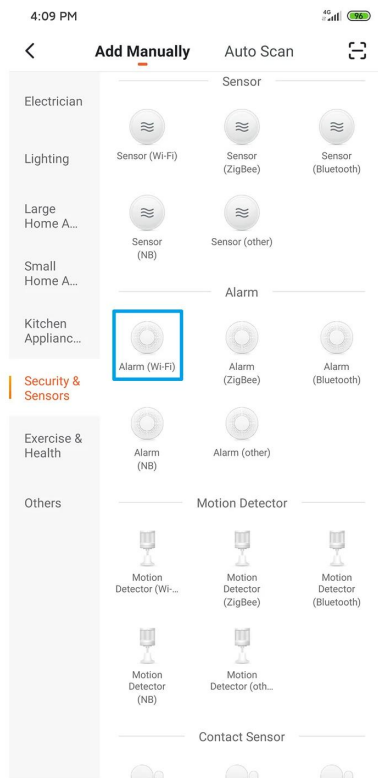 4:09 PM
4G
96
Add Manually
Auto Scan
Electrician
Lighting
Large
Home A...
Small
Home A...
Kitchen
Applianc...
Security &
Sensors
Exercise &
Health
Others
Sensor
Sensor (Wi-Fi)
Sensor
(ZigBee)
Sensor
(Bluetooth)
Sensor
(NB)
Sensor (other)
Alarm
Alarm (Wi-Fi)
Alarm
(ZigBee)
Alarm
(Bluetooth)
Alarm
(NB)
Alarm (other)
Motion Detector
Motion
Detector (Wi-...
Motion
Detector
(ZigBee)
Motion
Detector
(Bluetooth)
Motion
Detector
(NB)
Motion
Detector (oth...
Contact Sensor